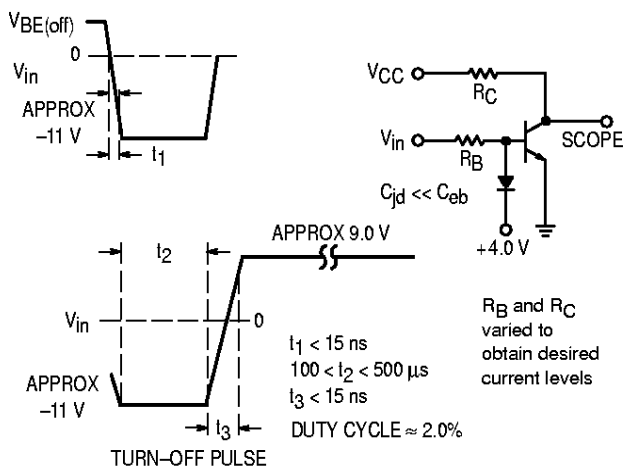 VBE(off)
0
Vin
APPROX
–11 V
t1
VCC
RC
Vin
RB
SCOPE
Cjd << Ceb
+4.0 V
APPROX 9.0 V
t2
Vin
0
APPROX
–11 V
t3
TURN–OFF PULSE
t1 < 15 ns
100 < t2 < 500 μs
t3 < 15 ns
DUTY CYCLE ≈ 2.0%
RB and RC
varied to
obtain desired
current levels